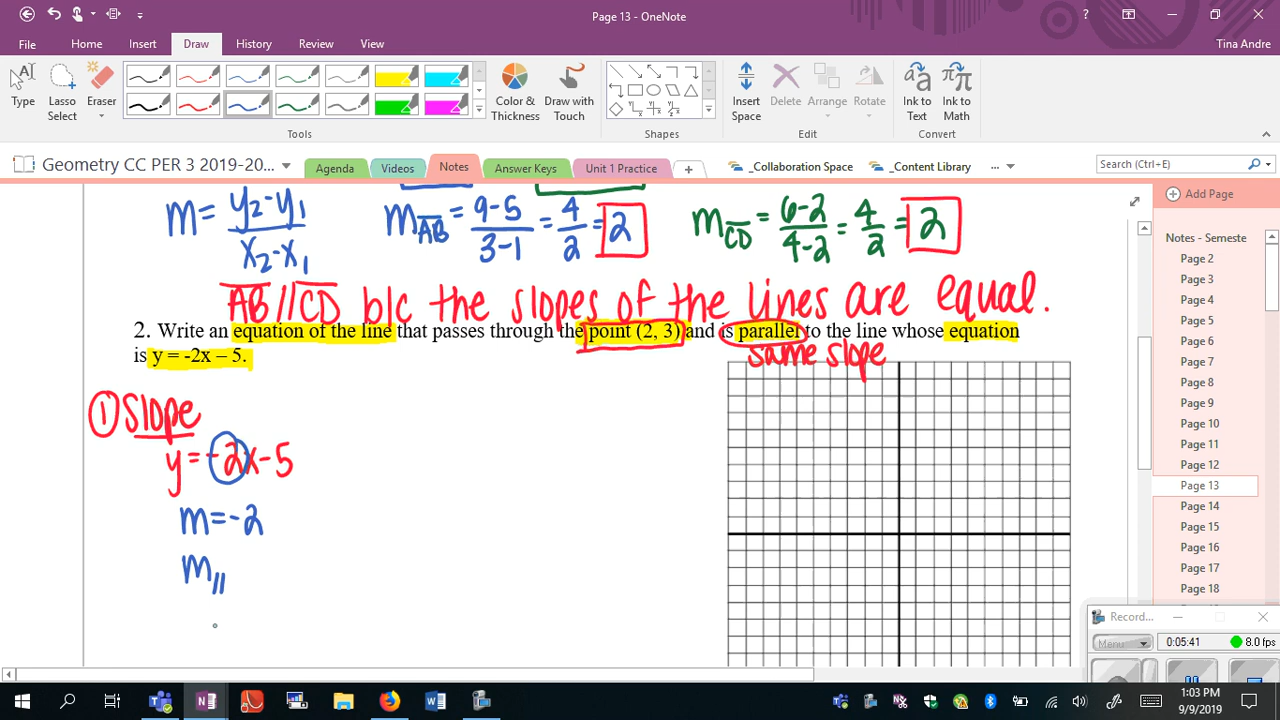 Page 13 - OneNote
?
File Home Insert Draw History Review View
Tina Andre
Type
Lasso Select
Eraser
Color & Thickness
Draw with Touch
Insert Space
Delete
Arrange
Rotate
Ink to Text
Ink to Math
Tools
Shapes
Edit
Convert
Geometry CC PER 3 2019-20...
Agenda Videos Notes Answer Keys Unit 1 Practice +
_Collaboration Space
_Content Library
...
Search (Ctrl+E)
Add Page
m = y₂-y₁ / x₂-x₁
m_AB = 9-5 / 3-1 = 4/2 = 2
m_CD = 6-2 / 4-2 = 4/2 = 2
AB // CD b/c the slopes of the lines are equal.
2. Write an equation of the line that passes through the point (2, 3) and is parallel to the line whose equation
is y = -2x – 5.
same slope
① Slope
y = -2x - 5
m = -2
m //
Notes - Semeste
Page 2
Page 3
Page 4
Page 5
Page 6
Page 7
Page 8
Page 9
Page 10
Page 11
Page 12
Page 13
Page 14
Page 15
Page 16
Page 17
Page 18
Record...
Menu
0:05:41
8.0 fps
1:03 PM
9/9/2019